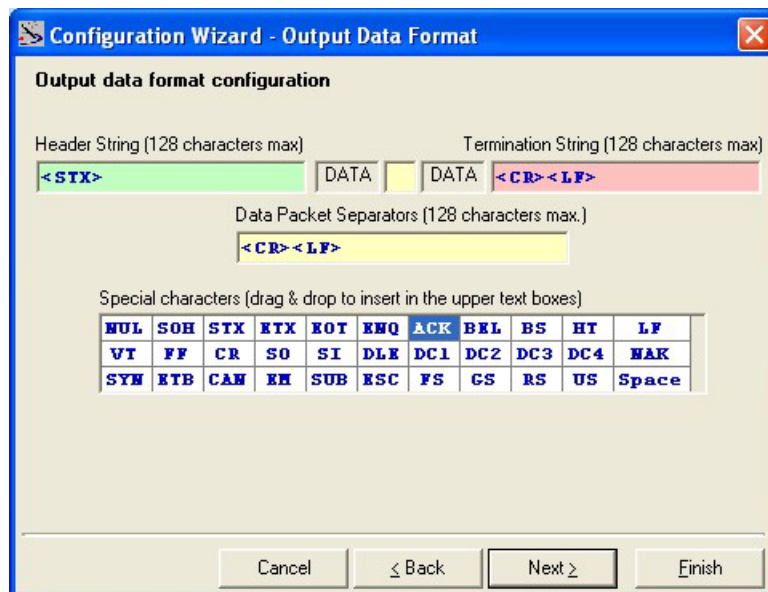 Configuration Wizard - Output Data Format
Output data format configuration
Header String (128 characters max) Termination String (128 characters max)
<STX> DATA DATA <CR><LF>
Data Packet Separators (128 characters max.)
<CR><LF>
Special characters (drag & drop to insert in the upper text boxes)
NUL SOH STX ETX EOT ENQ ACK BEL BS HT LF
VT FF CR SO SI DLE DC1 DC2 DC3 DC4 NAK
SYN ETB CAN EM SUB ESC FS GS RS US Space
Cancel < Back Next > Finish